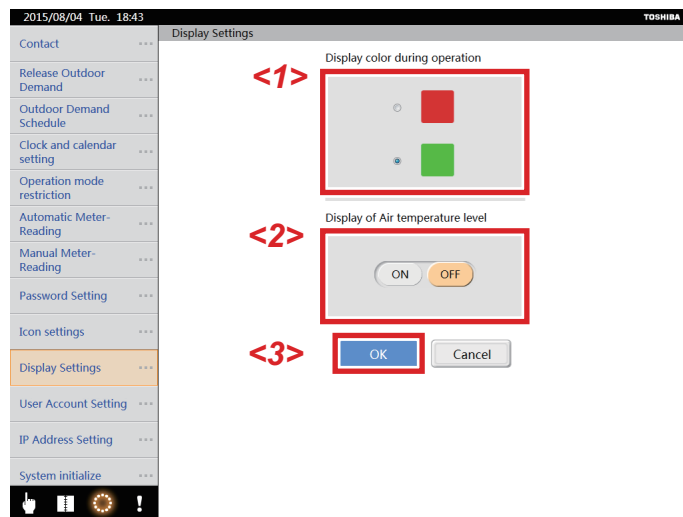 2015/08/04 Tue. 18:43
TOSHIBA
Contact
Release Outdoor
Demand
Outdoor Demand
Schedule
Clock and calendar
setting
Operation mode
restriction
Automatic Meter-
Reading
Manual Meter-
Reading
Password Setting
Icon settings
Display Settings
User Account Setting
IP Address Setting
System initialize
!
Display Settings
Display color during operation
<1>
Display of Air temperature level
<2>
ON OFF
<3>
OK Cancel